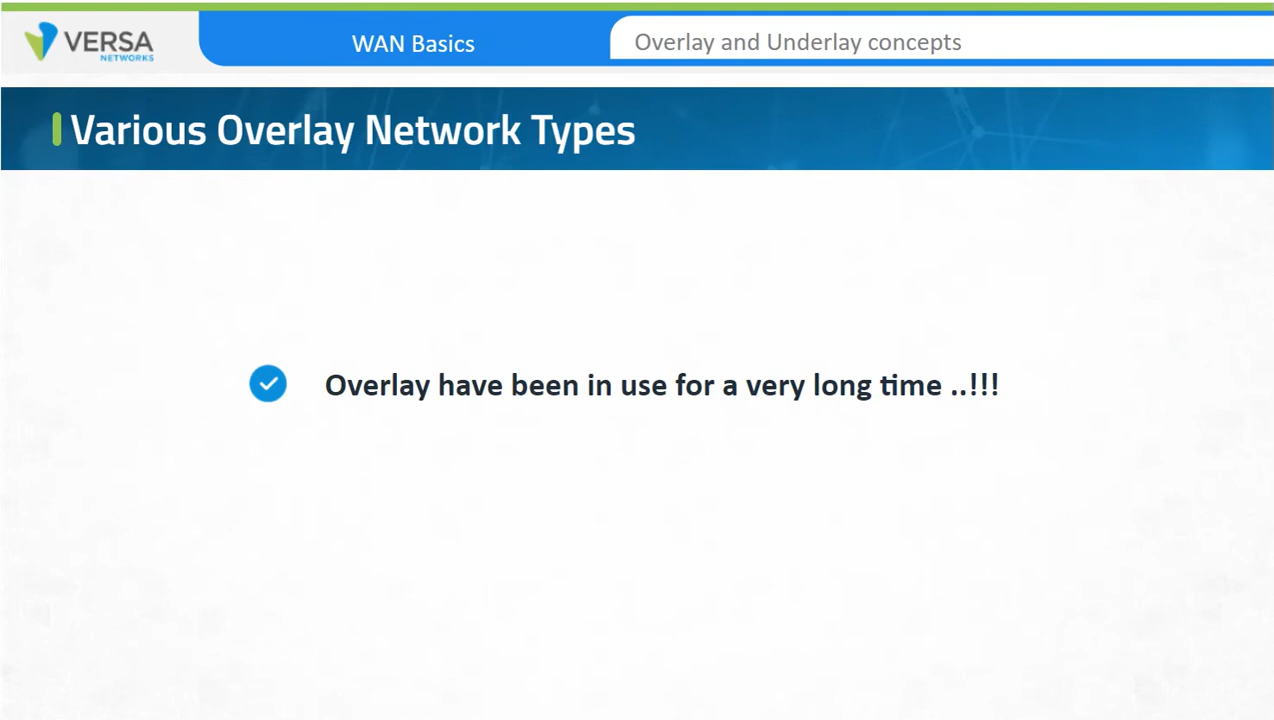 VERSA
NETWORKS
WAN Basics
Overlay and Underlay concepts
Various Overlay Network Types
Overlay have been in use for a very long time ..!!!